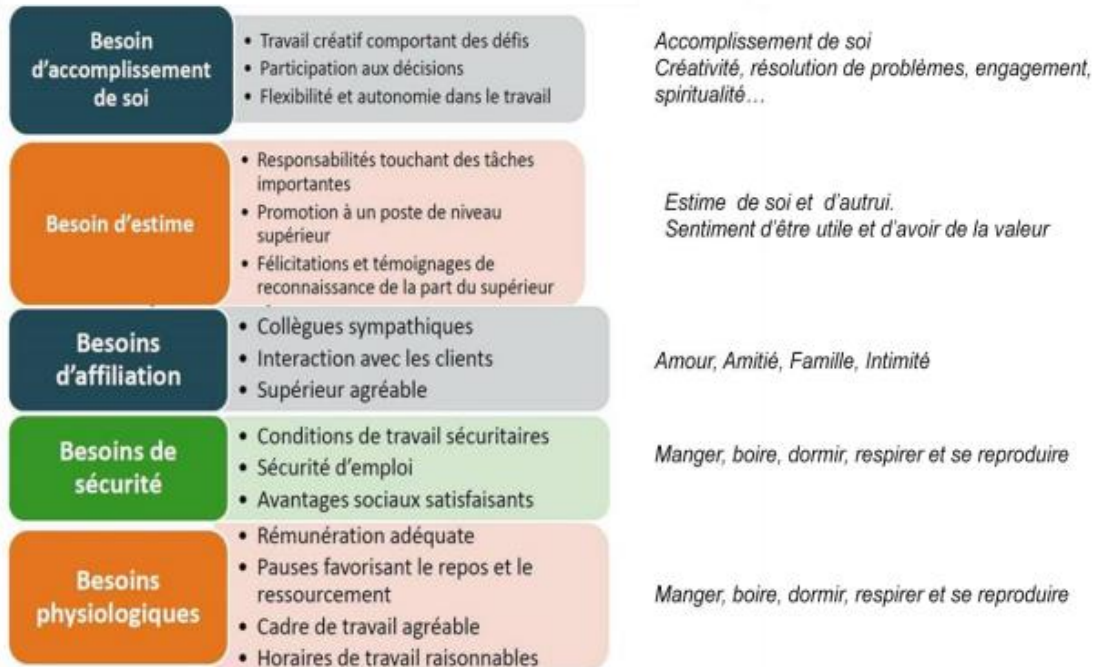 Besoin
d'accomplissement
de soi
• Travail créatif comportant des défis
• Participation aux décisions
• Flexibilité et autonomie dans le travail
Accomplissement de soi
Créativité, résolution de problèmes, engagement,
spiritualité…
Besoin d'estime
• Responsabilités touchant des tâches
importantes
• Promotion à un poste de niveau
supérieur
• Félicitations et témoignages de
reconnaissance de la part du supérieur
Estime de soi et d'autrui.
Sentiment d'être utile et d'avoir de la valeur
Besoins
d'affiliation
• Collègues sympathiques
• Interaction avec les clients
• Supérieur agréable
Amour, Amitié, Famille, Intimité
Besoins de
sécurité
• Conditions de travail sécuritaires
• Sécurité d'emploi
• Avantages sociaux satisfaisants
Manger, boire, dormir, respirer et se reproduire
Besoins
physiologiques
• Rémunération adéquate
• Pauses favorisant le repos et le
ressourcement
• Cadre de travail agréable
• Horaires de travail raisonnables
Manger, boire, dormir, respirer et se reproduire